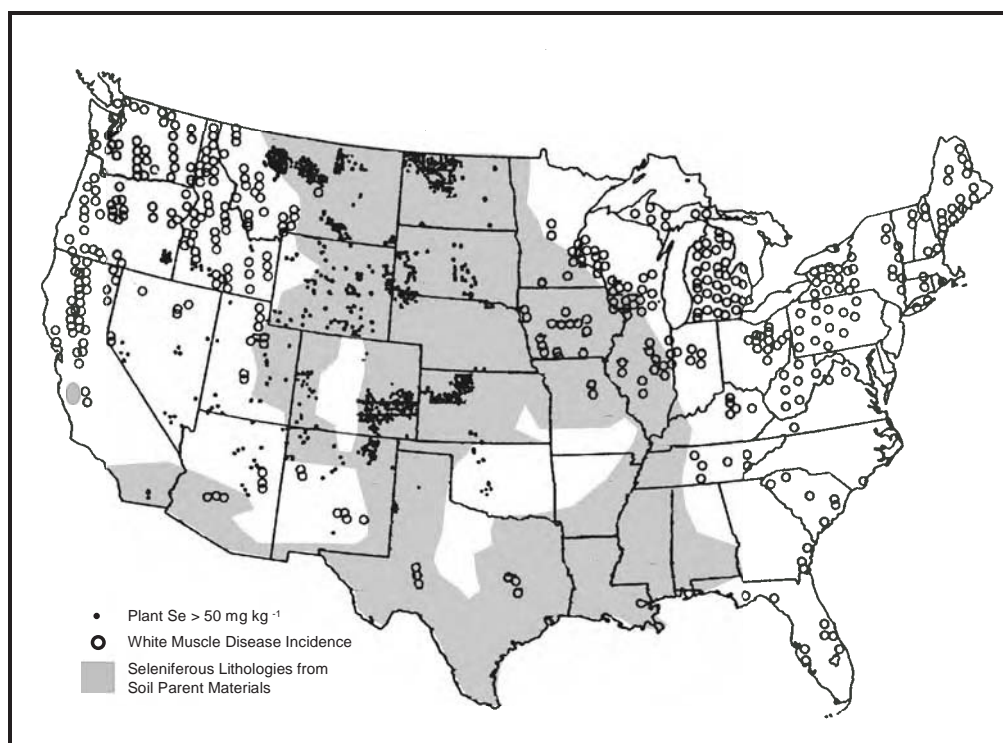 Plant Se > 50 mg kg -1
White Muscle Disease Incidence
Seleniferous Lithologies from
Soil Parent Materials